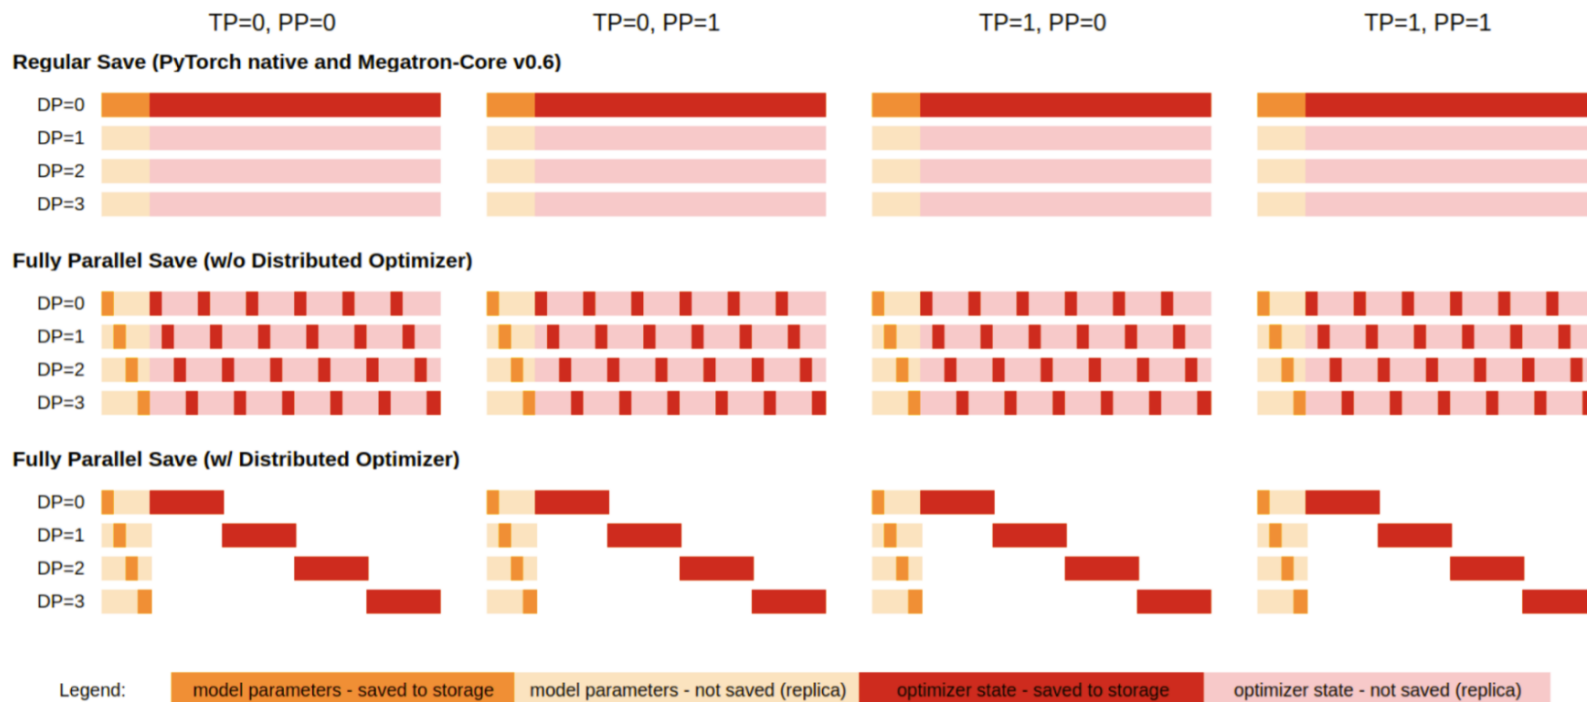 TP=0, PP=0 TP=0, PP=1 TP=1, PP=0 TP=1, PP=1
Regular Save (PyTorch native and Megatron-Core v0.6)
DP=0
DP=1
DP=2
DP=3
Fully Parallel Save (w/o Distributed Optimizer)
DP=0
DP=1
DP=2
DP=3
Fully Parallel Save (w/ Distributed Optimizer)
DP=0
DP=1
DP=2
DP=3
Legend: model parameters - saved to storage model parameters - not saved (replica) optimizer state - saved to storage optimizer state - not saved (replica)